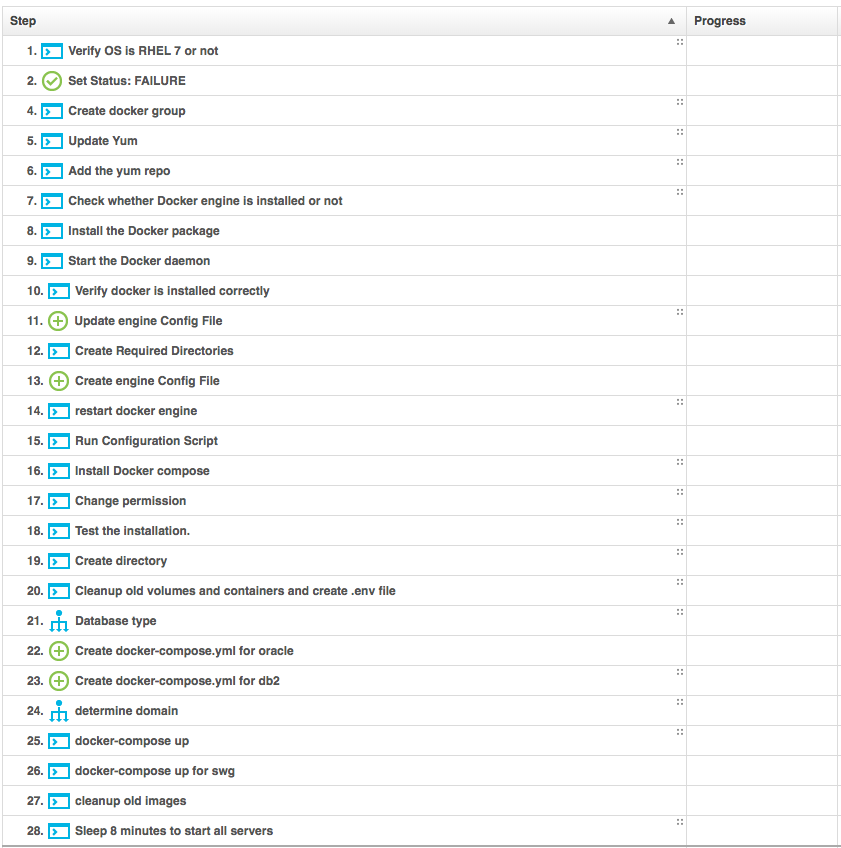 Step Progress
1. Verify OS is RHEL 7 or not
2. Set Status: FAILURE
4. Create docker group
5. Update Yum
6. Add the yum repo
7. Check whether Docker engine is installed or not
8. Install the Docker package
9. Start the Docker daemon
10. Verify docker is installed correctly
11. Update engine Config File
12. Create Required Directories
13. Create engine Config File
14. restart docker engine
15. Run Configuration Script
16. Install Docker compose
17. Change permission
18. Test the installation.
19. Create directory
20. Cleanup old volumes and containers and create .env file
21. Database type
22. Create docker-compose.yml for oracle
23. Create docker-compose.yml for db2
24. determine domain
25. docker-compose up
26. docker-compose up for swg
27. cleanup old images
28. Sleep 8 minutes to start all servers